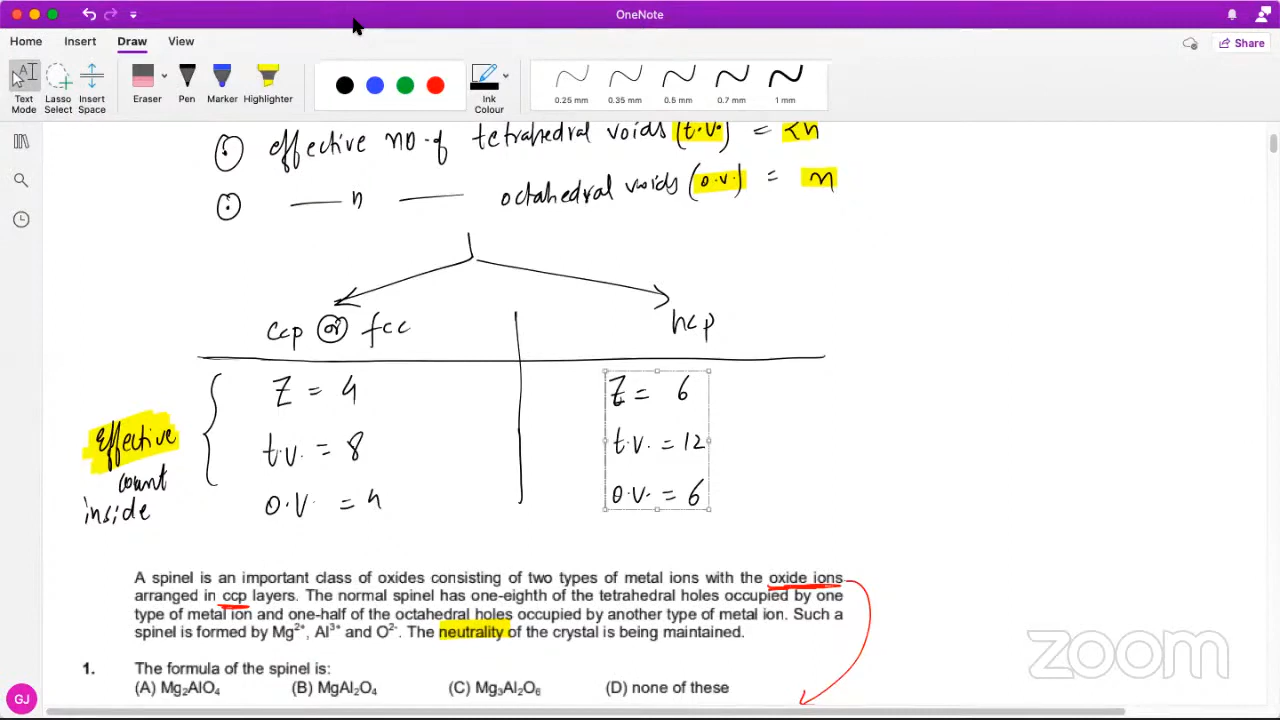 OneNote
Home Insert Draw View
Share
Text Mode
Lasso Select
Insert Space
Eraser
Pen
Marker
Highlighter
Ink Colour
0.25 mm 0.35 mm 0.5 mm 0.7 mm 1 mm
effective no. of tetrahedral voids (t.v.) = 2n
—— n —— octahedral voids (o.v.) = n
ccp or fcc
hcp
Effective count inside
Z = 4
t.v. = 8
o.v. = 4
Z = 6
t.v. = 12
o.v. = 6
A spinel is an important class of oxides consisting of two types of metal ions with the oxide ions
arranged in ccp layers. The normal spinel has one-eighth of the tetrahedral holes occupied by one
type of metal ion and one-half of the octahedral holes occupied by another type of metal ion. Such a
spinel is formed by Mg²⁺, Al³⁺ and O²⁻. The neutrality of the crystal is being maintained.
1. The formula of the spinel is:
(A) Mg₂AlO₄ (B) MgAl₂O₄ (C) Mg₃Al₂O₆ (D) none of these
GJ
zoom